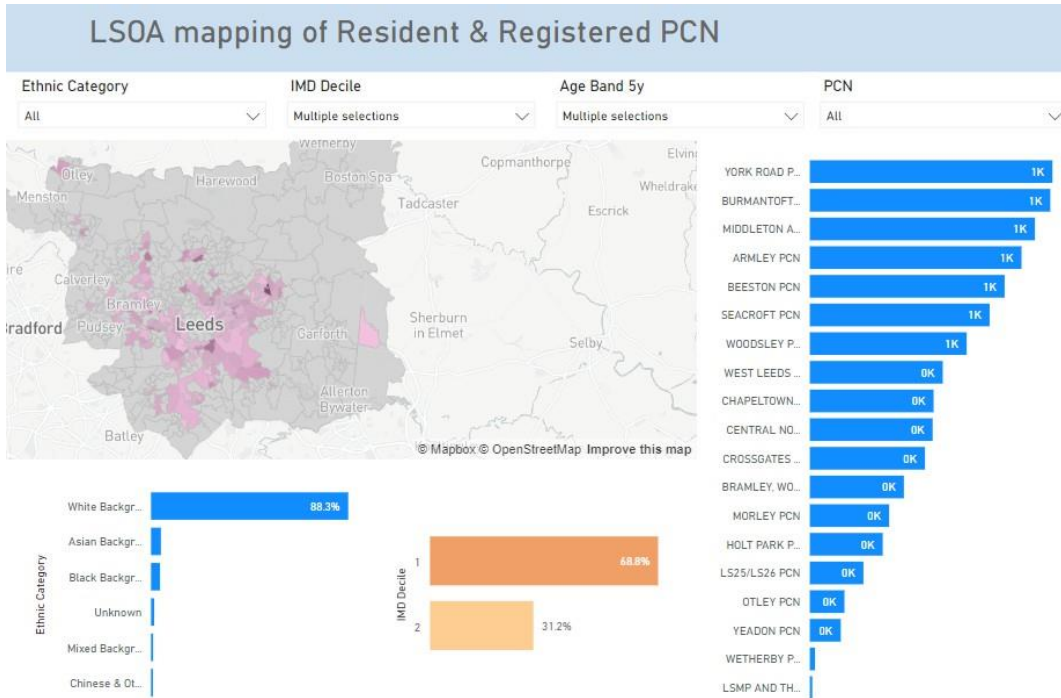 LSOA mapping of Resident & Registered PCN
Ethnic Category
IMD Decile
Age Band 5y
PCN
All
Multiple selections
Multiple selections
All
Wetherby
Otley
Harewood
Boston Spa
Copmanthorpe
Menston
Tadcaster
Escrick
Wheldrake
Calverley
Bramley
Bradford
Pudsey
Leeds
Garforth
Sherburn
in Elmet
Selby
Allerton
Bywater
Batley
© Mapbox © OpenStreetMap Improve this map
YORK ROAD P... 1K
BURMANTOFT... 1K
MIDDLETON A... 1K
ARMLEY PCN 1K
BEESTON PCN 1K
SEACROFT PCN 1K
WOODSLEY P... 1K
WEST LEEDS ... 0K
CHAPELTOWN... 0K
CENTRAL NO... 0K
CROSSGATES ... 0K
BRAMLEY, WO... 0K
MORLEY PCN 0K
HOLT PARK P... 0K
LS25/LS26 PCN 0K
OTLEY PCN 0K
YEADON PCN 0K
WETHERBY P...
LSMP AND TH...
Ethnic Category
White Backgr... 88.3%
Asian Backgr...
Black Backgr...
Unknown
Mixed Backgr...
Chinese & Ot...
IMD Decile
1 68.8%
2 31.2%